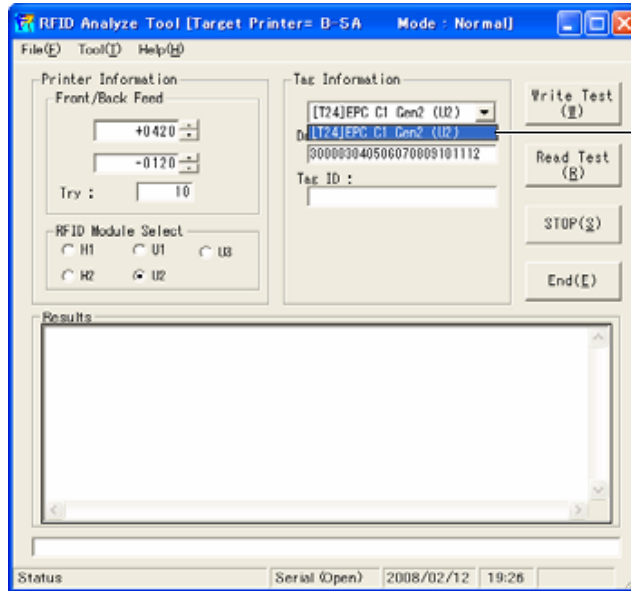 RFID Analyze Tool [Target Printer= B-SA Mode : Normal]
File(F) Tool(T) Help(H)
Printer Information
Front/Back Feed
+0420
-0120
Try : 10
RFID Module Select
H1 U1 U3
H2 U2
Tag Information
[T24]EPC C1 Gen2 (U2)
[T24]EPC C1 Gen2 (U2)
300003040506070809101112
Tag ID :
Write Test
(W)
Read Test
(R)
STOP(S)
End(E)
Results
Status Serial (Open) 2008/02/12 19:26